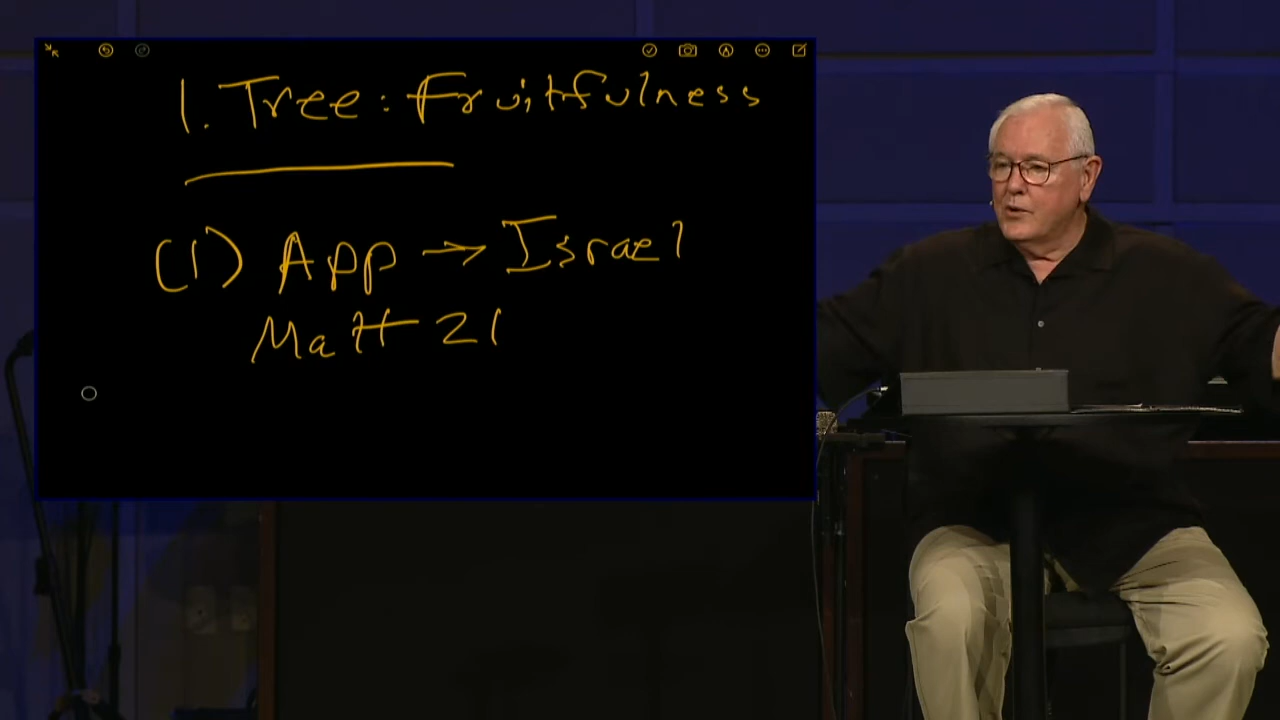 1. Tree: Fruitfulness
(1) App → Israel
Matt 21